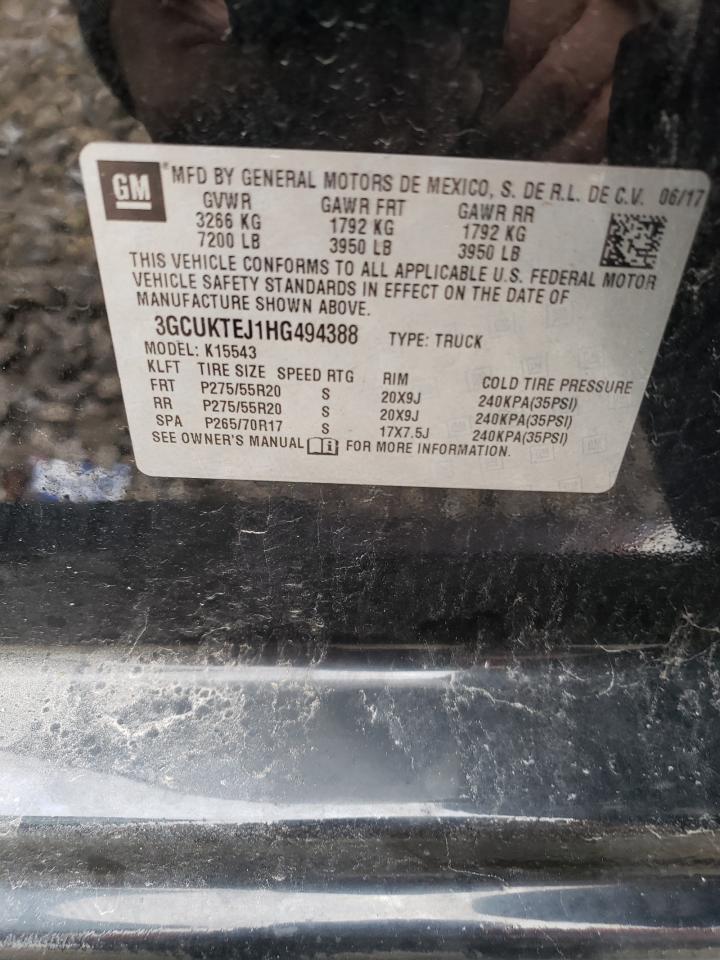 GM ® MFD BY GENERAL MOTORS DE MEXICO, S. DE R.L. DE C.V. 06/17
GVWR GAWR FRT GAWR RR
3266 KG 1792 KG 1792 KG
7200 LB 3950 LB 3950 LB
THIS VEHICLE CONFORMS TO ALL APPLICABLE U.S. FEDERAL MOTOR
VEHICLE SAFETY STANDARDS IN EFFECT ON THE DATE OF
MANUFACTURE SHOWN ABOVE.
3GCUKTEJ1HG494388 TYPE: TRUCK
MODEL: K15543
KLFT TIRE SIZE SPEED RTG RIM COLD TIRE PRESSURE
FRT P275/55R20 S 20X9J 240KPA(35PSI)
RR P275/55R20 S 20X9J 240KPA(35PSI)
SPA P265/70R17 S 17X7.5J 240KPA(35PSI)
SEE OWNER'S MANUAL FOR MORE INFORMATION.